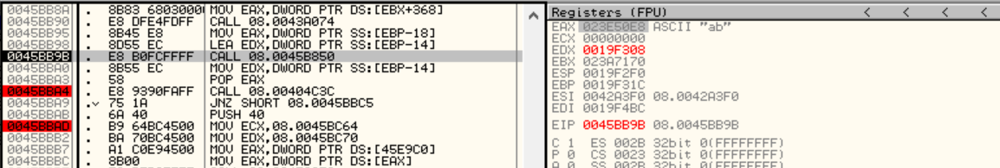 0045BB8A . 8B83 68030000 MOV EAX,DWORD PTR DS:[EBX+368]
0045BB90 . E8 DFE4FDFF CALL 08.0043A074
0045BB95 . 8B45 E8 MOV EAX,DWORD PTR SS:[EBP-18]
0045BB98 . 8D55 EC LEA EDX,DWORD PTR SS:[EBP-14]
0045BB9B . E8 B0FCFFFF CALL 08.0045B850
0045BBA0 . 8B55 EC MOV EDX,DWORD PTR SS:[EBP-14]
0045BBA3 . 58 POP EAX
0045BBA4 . E8 9390FAFF CALL 08.00404C3C
0045BBA9 .v 75 1A JNZ SHORT 08.0045BBC5
0045BBAB . 6A 40 PUSH 40
0045BBAD . B9 64BC4500 MOV ECX,08.0045BC64
0045BBB2 . BA 70BC4500 MOV EDX,08.0045BC70
0045BBB7 . A1 C0E94500 MOV EAX,DWORD PTR DS:[45E9C0]
0045BBBC . 8B00 MOV EAX,DWORD PTR DS:[EAX]
Registers (FPU) < < < <
EAX 023E50E8 ASCII "ab"
ECX 00000000
EDX 0019F308
EBX 023A7170
ESP 0019F2F0
EBP 0019F31C
ESI 0042A3F0 08.0042A3F0
EDI 0019F4BC
EIP 0045BB9B 08.0045BB9B
C 1 ES 002B 32bit 0(FFFFFFFF)
P 0 CS 0023 32bit 0(FFFFFFFF)
A 0 SS 002B 32bit 0(FFFFFFFF)